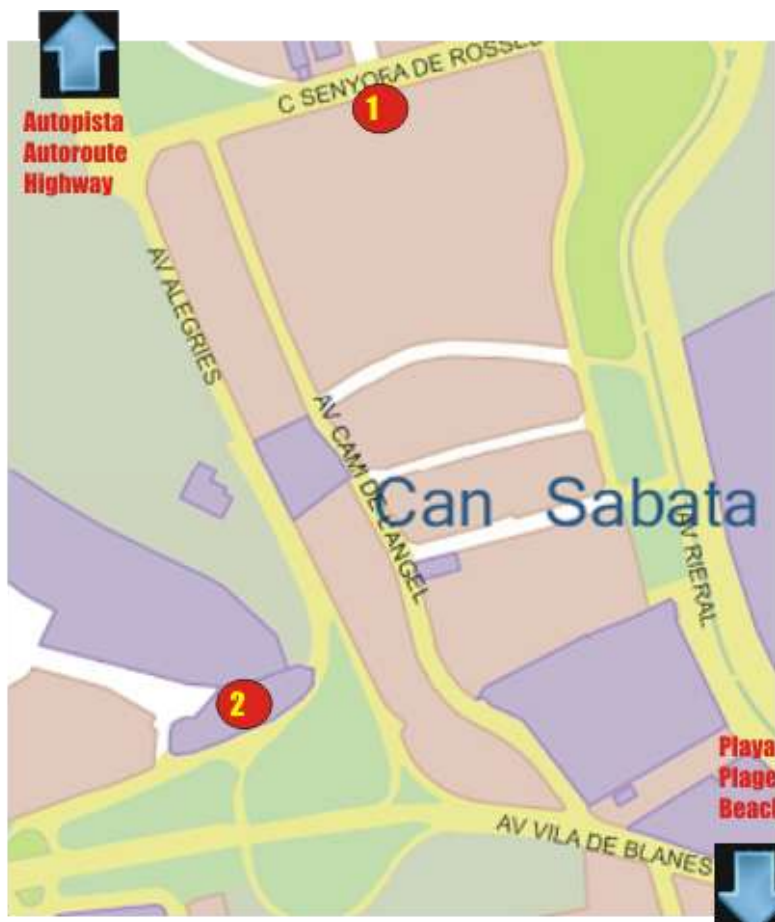 C SENYORA DE ROSSE
1
Autopista
Autoroute
Highway
AV ALEGRIES
AV CAMI DE L'ANGEL
Can Sabata
AV RIERAL
2
Playa
Plage
Beach
AV VILA DE BLANES